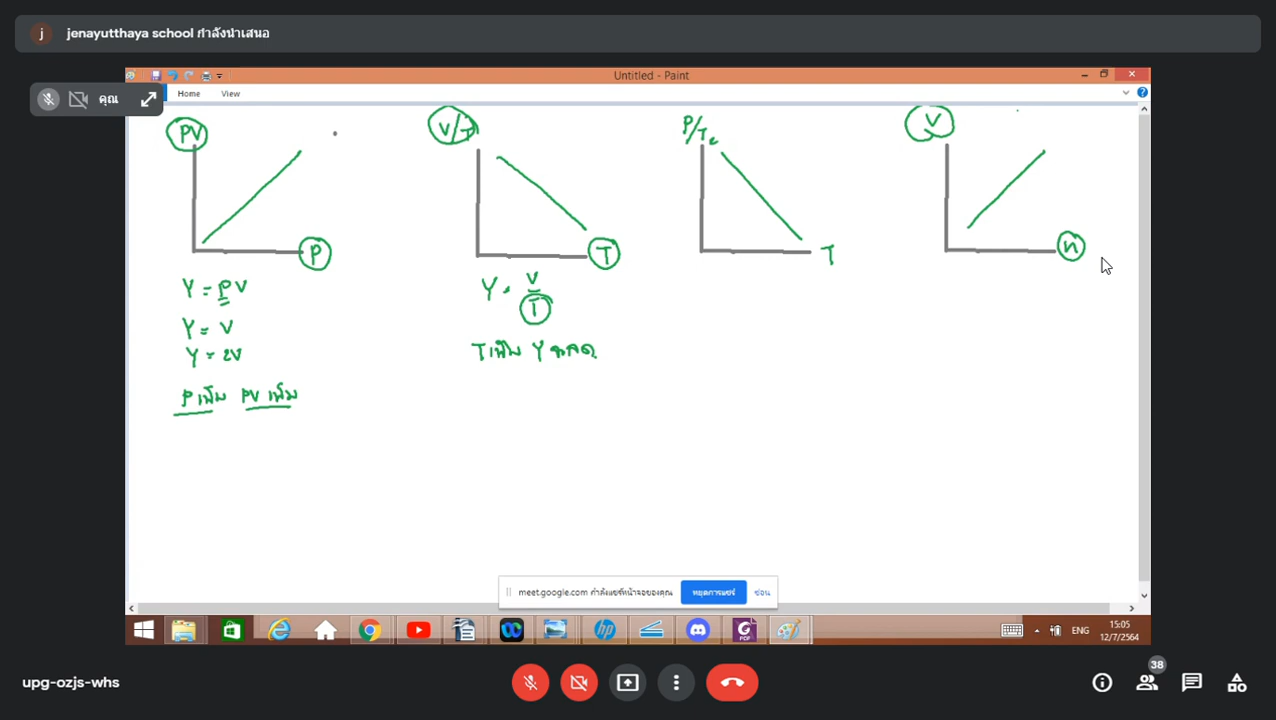 j jenayutthaya school กำลังนำเสนอ
Untitled - Paint
คุณ
Home View
PV
V/T
P/T
V
P
T
T
n
Y = PV
Y = V
Y = 2V
P เพิ่ม PV เพิ่ม
Y = V
T
T เพิ่ม Y จะลด
meet.google.com กำลังแชร์หน้าจอของคุณ หยุดการแชร์ ซ่อน
ENG
15:05
12/7/2564
upg-ozjs-whs
38